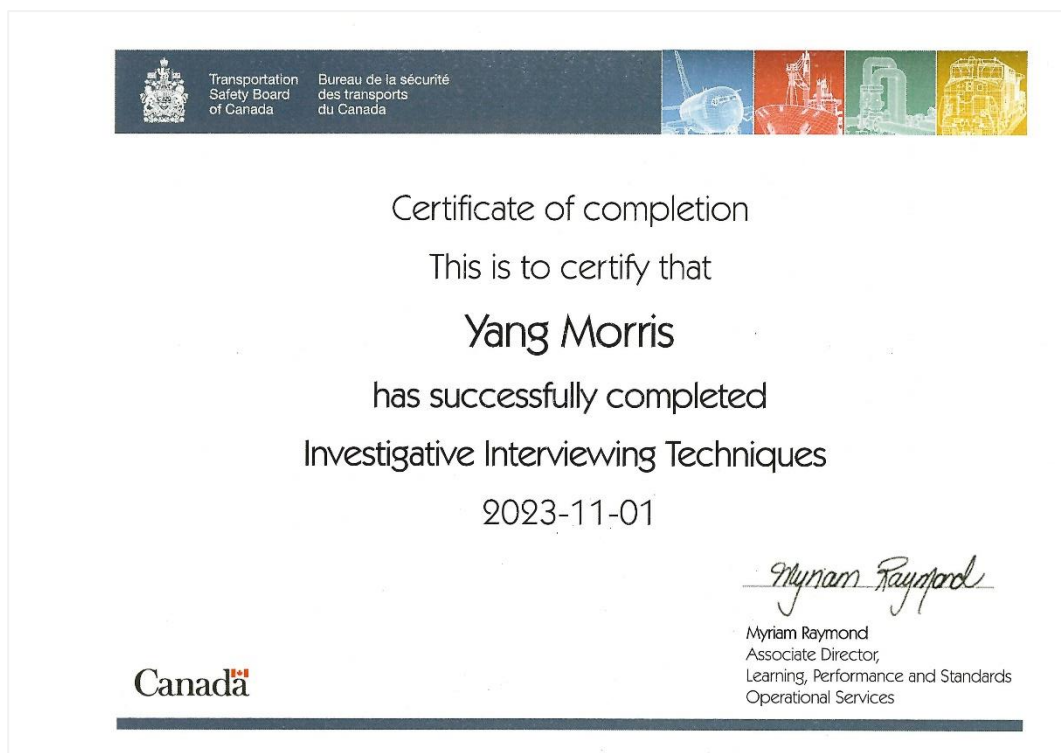 Transportation
Safety Board
of Canada
Bureau de la sécurité
des transports
du Canada
Certificate of completion
This is to certify that
Yang Morris
has successfully completed
Investigative Interviewing Techniques
2023-11-01
Myriam Raymond
Myriam Raymond
Associate Director,
Learning, Performance and Standards
Operational Services
Canada